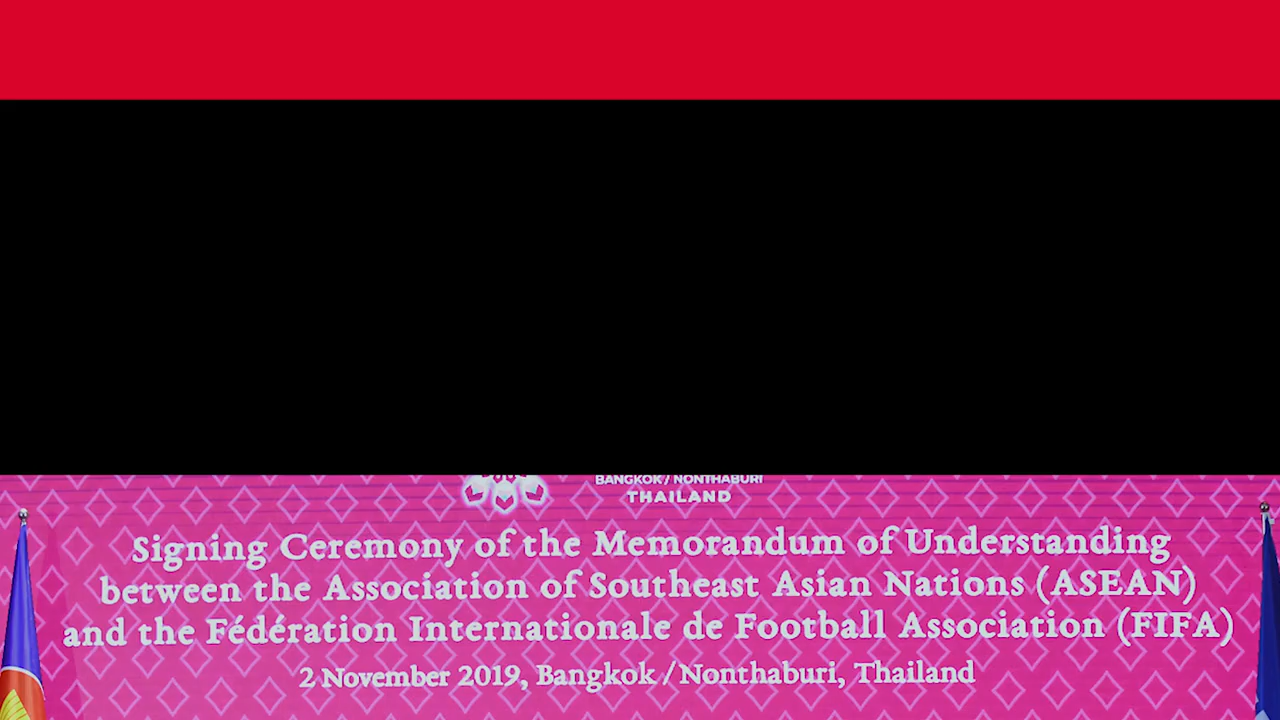 BANGKOK / NONTHABURI
THAILAND
Signing Ceremony of the Memorandum of Understanding
between the Association of Southeast Asian Nations (ASEAN)
and the Fédération Internationale de Football Association (FIFA)
2 November 2019, Bangkok / Nonthaburi, Thailand